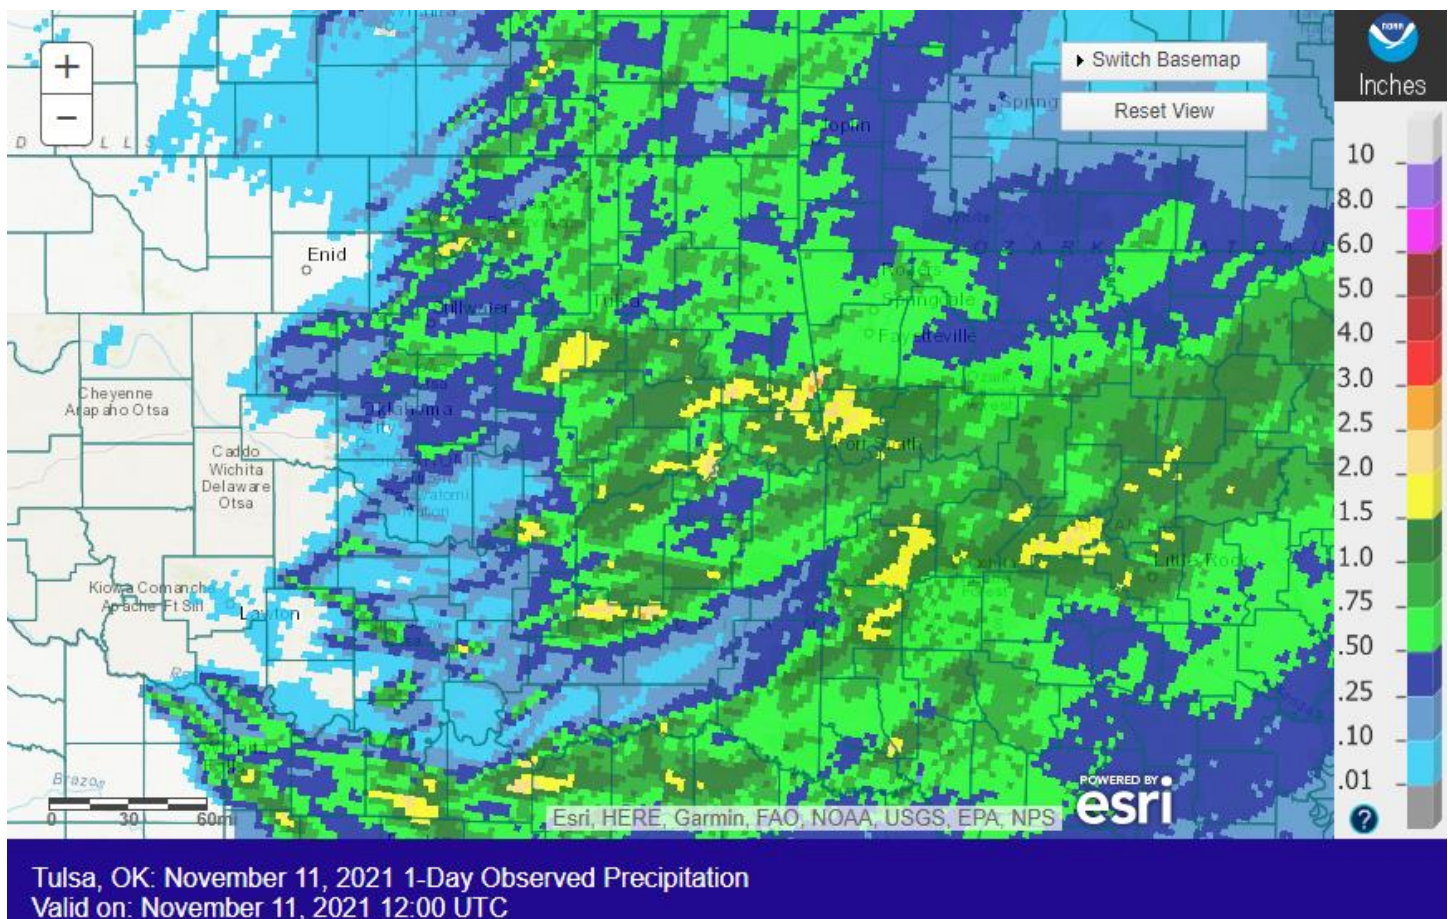 +
−
Switch Basemap
Reset View
NOAA
Inches
10
8.0
6.0
5.0
4.0
3.0
2.5
2.0
1.5
1.0
.75
.50
.25
.10
.01
?
Joplin
Enid
Stillwater
Tulsa
Rogers
Springdale
Fayetteville
Cheyenne
Arapaho Otsa
Oklahoma
City
Caddo
Wichita
Delaware
Otsa
Fort Smith
Kiowa Comanche
Apache Ft Sill
Lawton
Little Rock
Brazos
0 30 60mi
Esri, HERE, Garmin, FAO, NOAA, USGS, EPA, NPS
POWERED BY
esri
Tulsa, OK: November 11, 2021 1-Day Observed Precipitation
Valid on: November 11, 2021 12:00 UTC